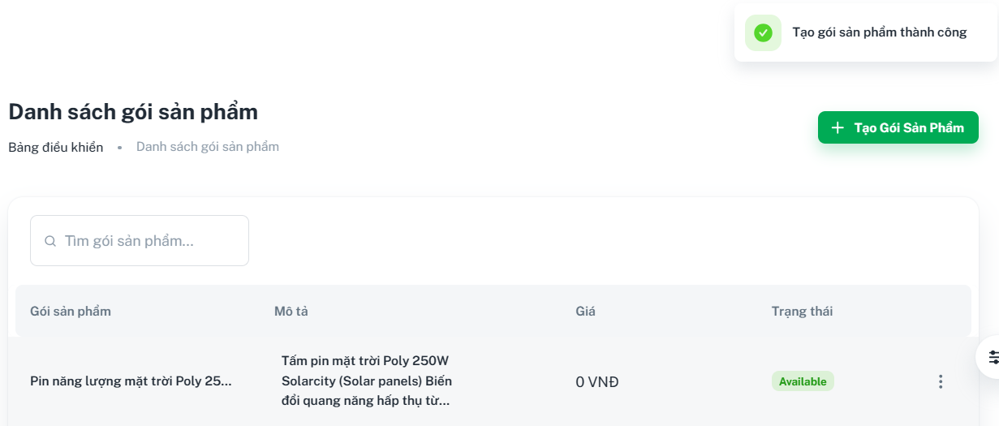 Tạo gói sản phẩm thành công
Danh sách gói sản phẩm
Tạo Gói Sản Phẩm
Bảng điều khiển • Danh sách gói sản phẩm
Tìm gói sản phẩm...
Gói sản phẩm Mô tả Giá Trạng thái
Tấm pin mặt trời Poly 250W
Pin năng lượng mặt trời Poly 25... Solarcity (Solar panels) Biến 0 VNĐ Available
đổi quang năng hấp thụ từ...